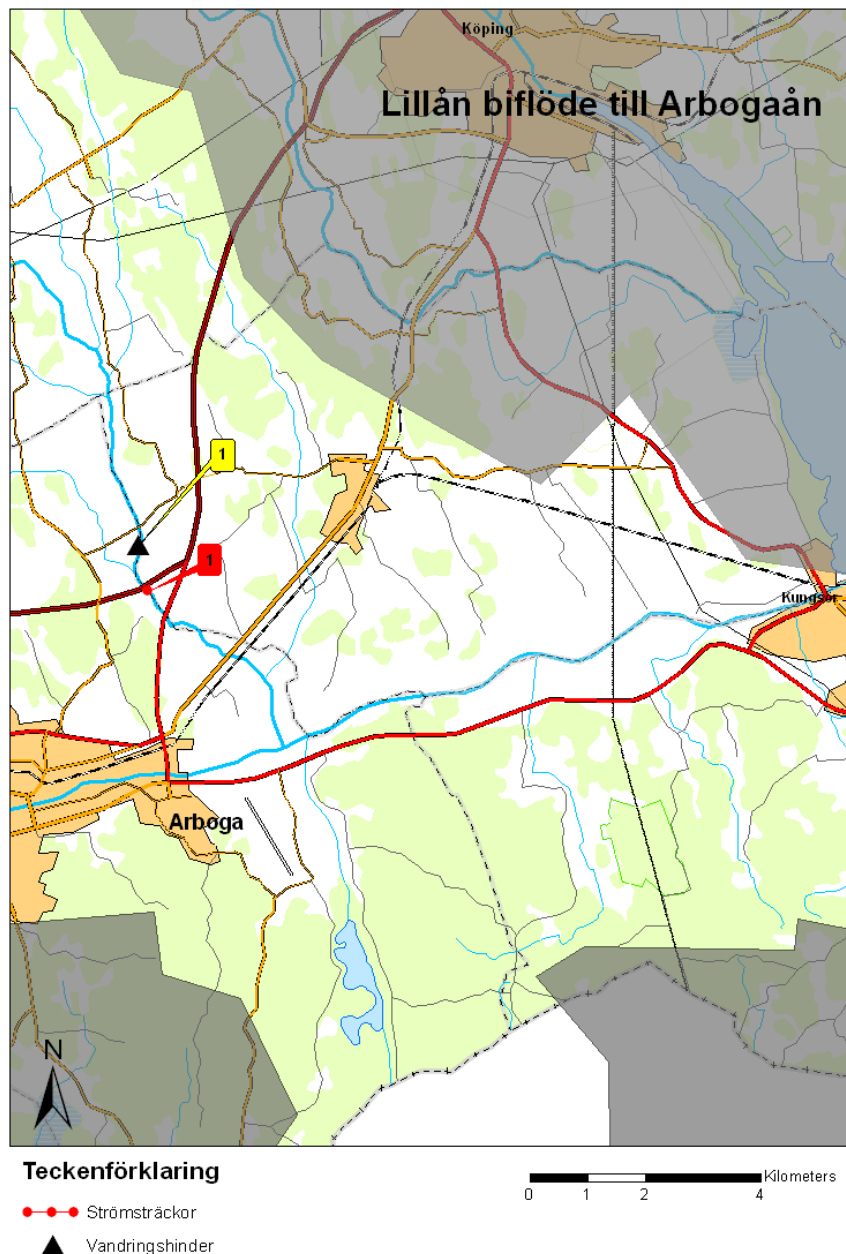 Köping
Lillån biflöde till Arbogaån
1
1
Kungsör
Arboga
N
Teckenförklaring
Strömsträckor
Vandringshinder
Kilometers
0 1 2 4